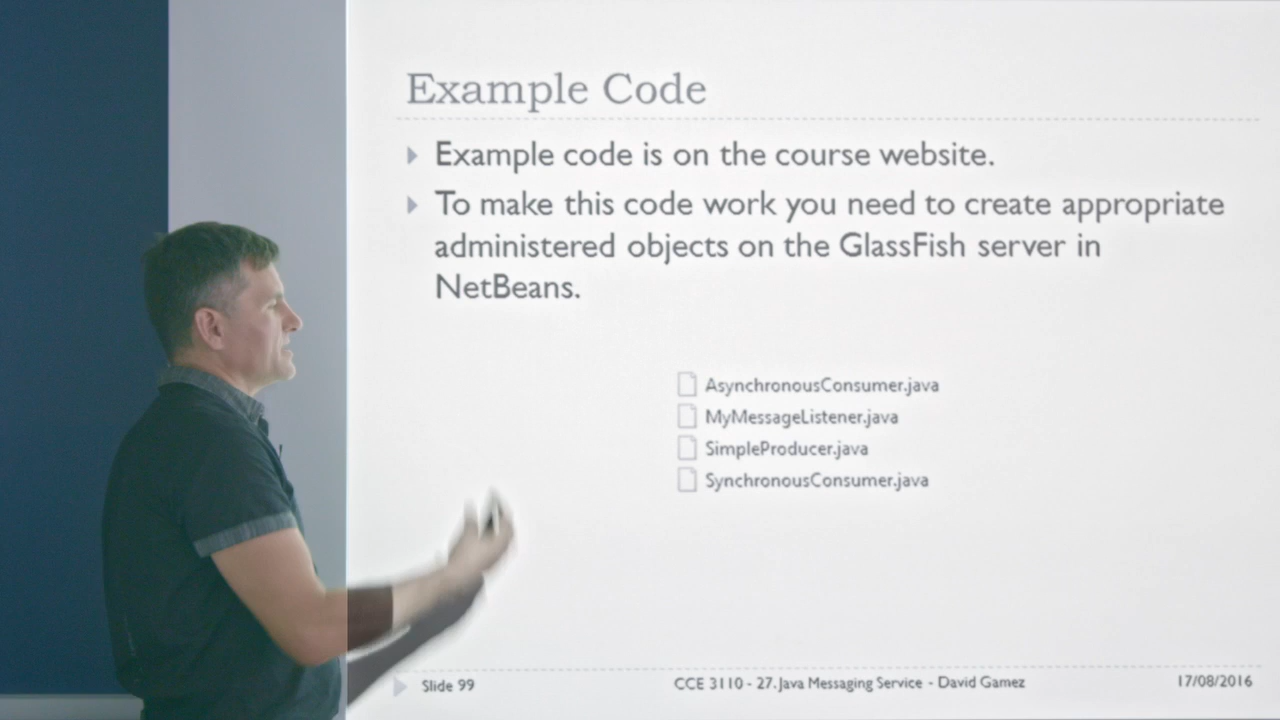 Example Code
Example code is on the course website.
To make this code work you need to create appropriate
administered objects on the GlassFish server in
NetBeans.
AsynchronousConsumer.java
MyMessageListener.java
SimpleProducer.java
SynchronousConsumer.java
Slide 99
CCE 3110 - 27. Java Messaging Service - David Gamez
17/08/2016